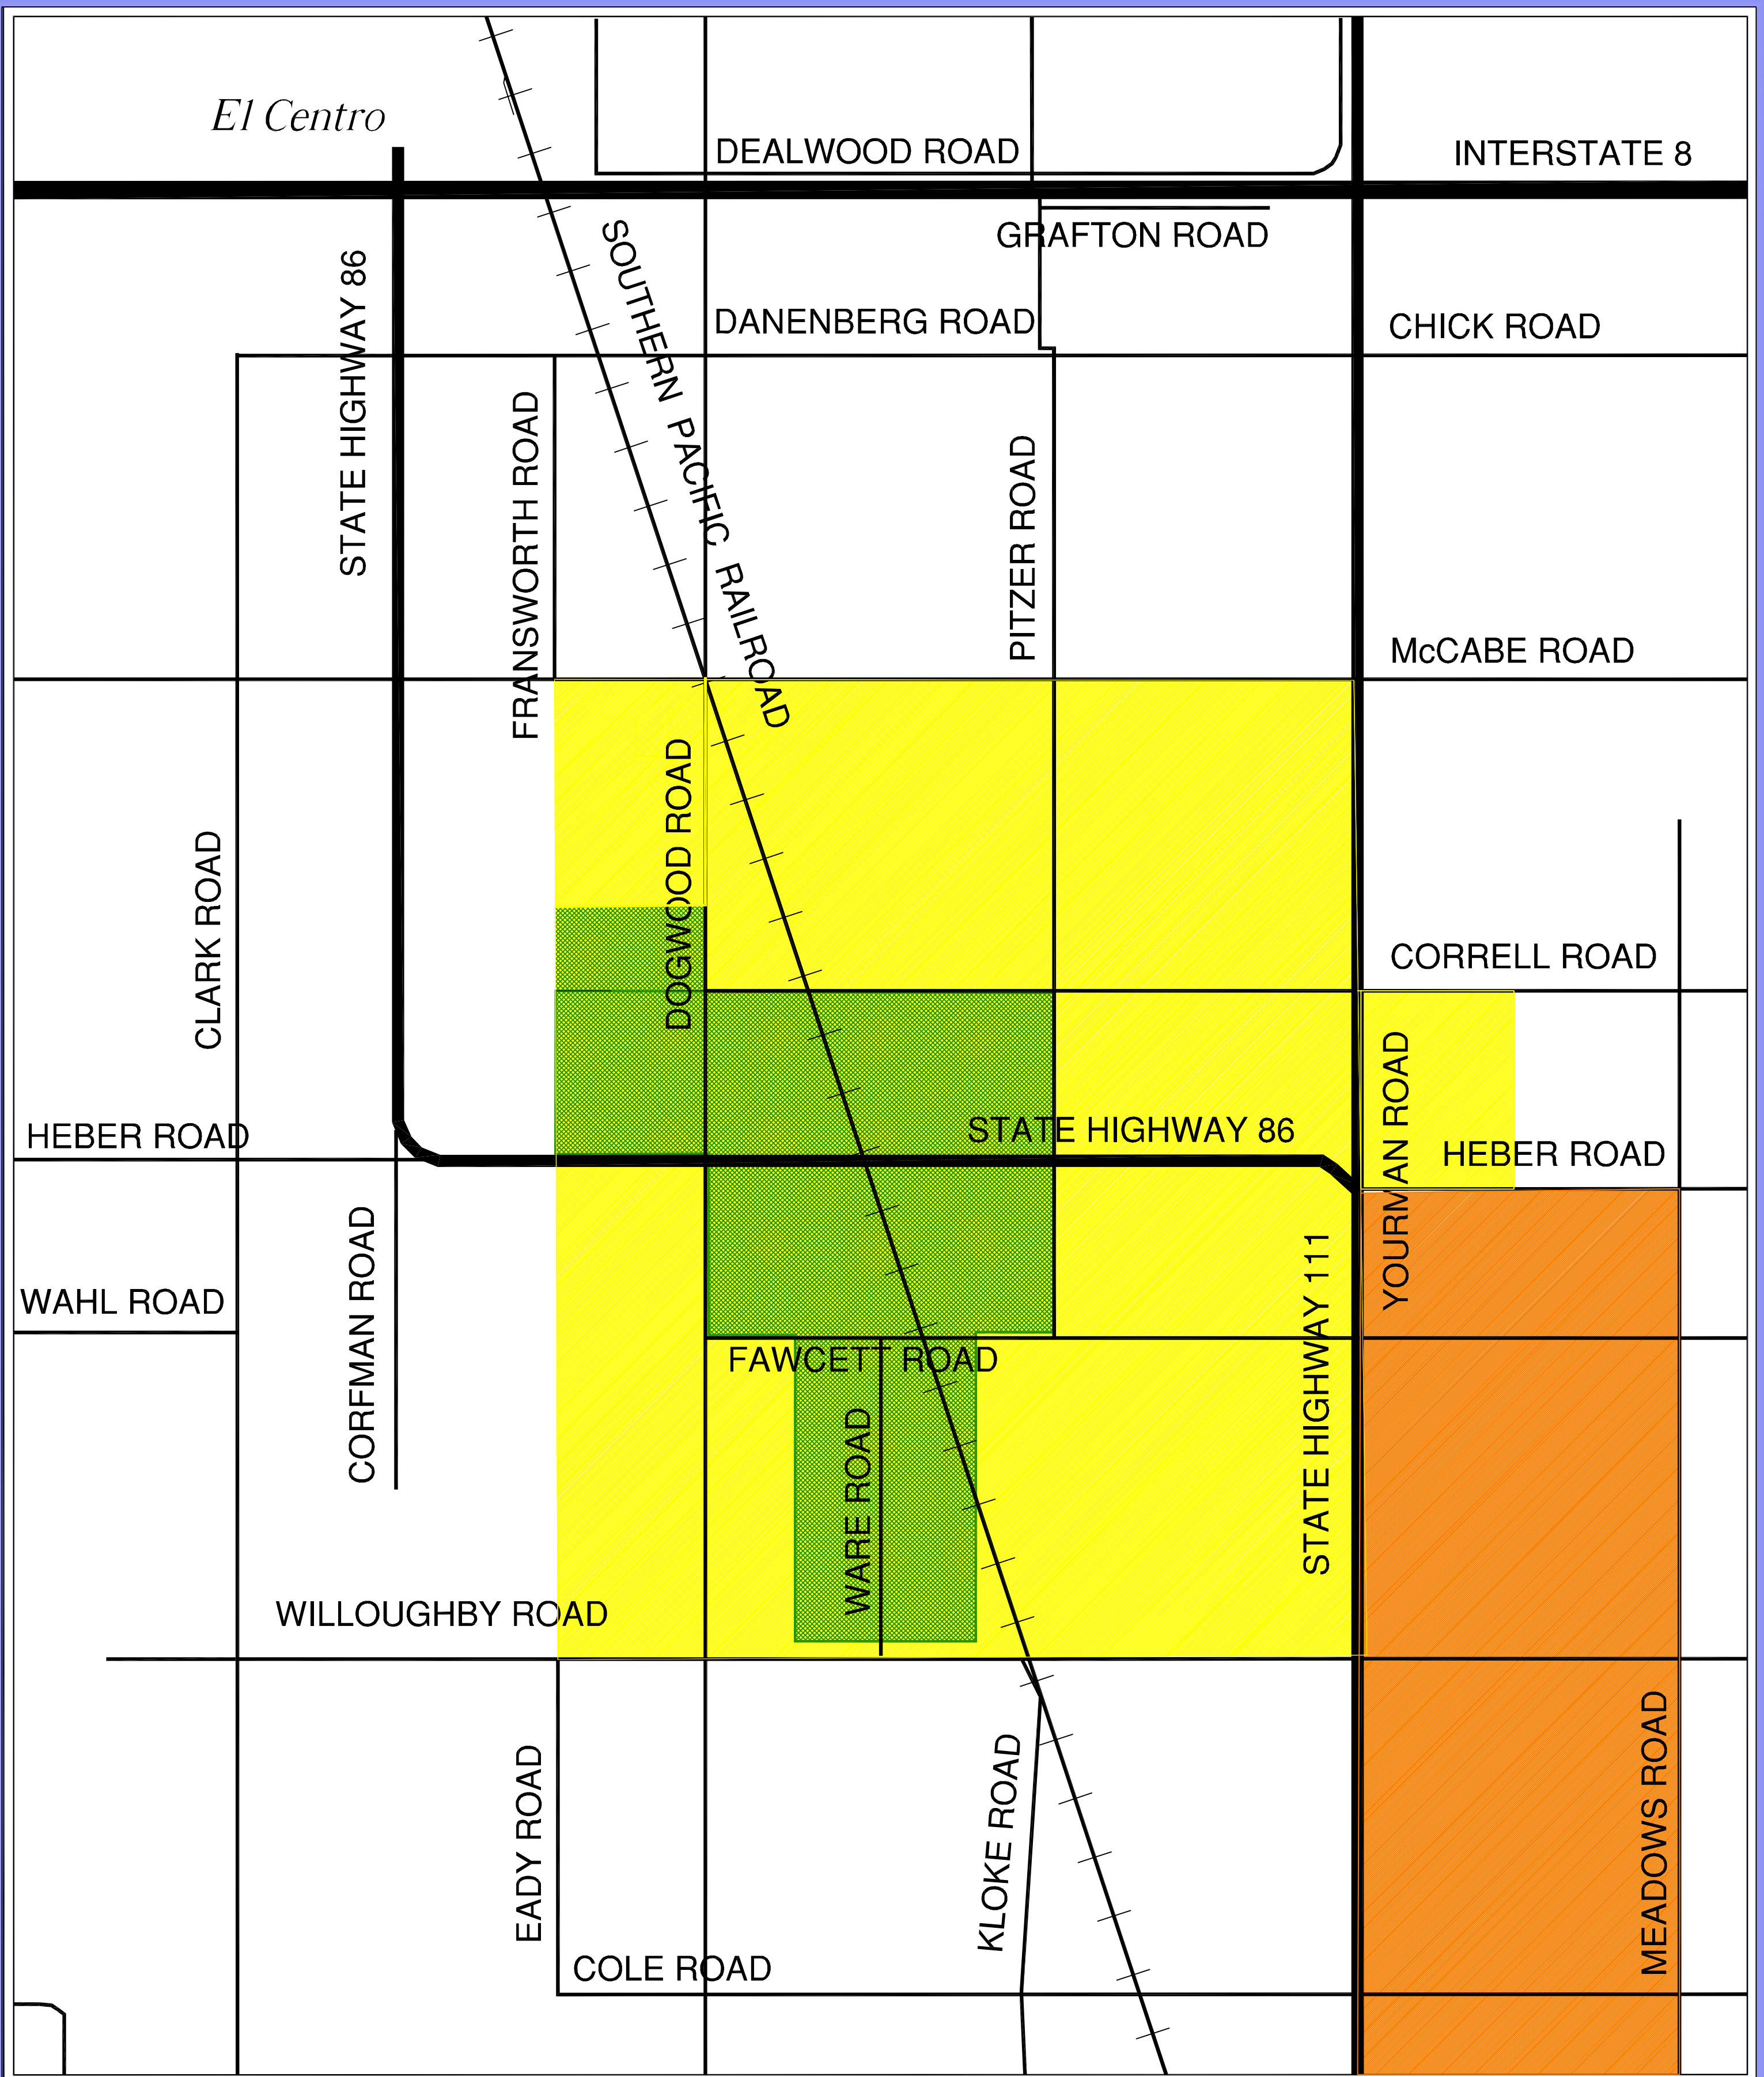 El Centro
DEALWOOD ROAD
INTERSTATE 8
GRAFTON ROAD
SOUTHERN PACIFIC RAILROAD
STATE HIGHWAY 86
DANENBERG ROAD
CHICK ROAD
FRANSWORTH ROAD
PITZER ROAD
McCABE ROAD
DOGWOOD ROAD
CLARK ROAD
CORRELL ROAD
YOURMAN ROAD
HEBER ROAD
STATE HIGHWAY 86
HEBER ROAD
WAHL ROAD
CORFMAN ROAD
STATE HIGHWAY 111
FAWCETT ROAD
WARE ROAD
WILLOUGHBY ROAD
EADY ROAD
KLOKE ROAD
MEADOWS ROAD
COLE ROAD